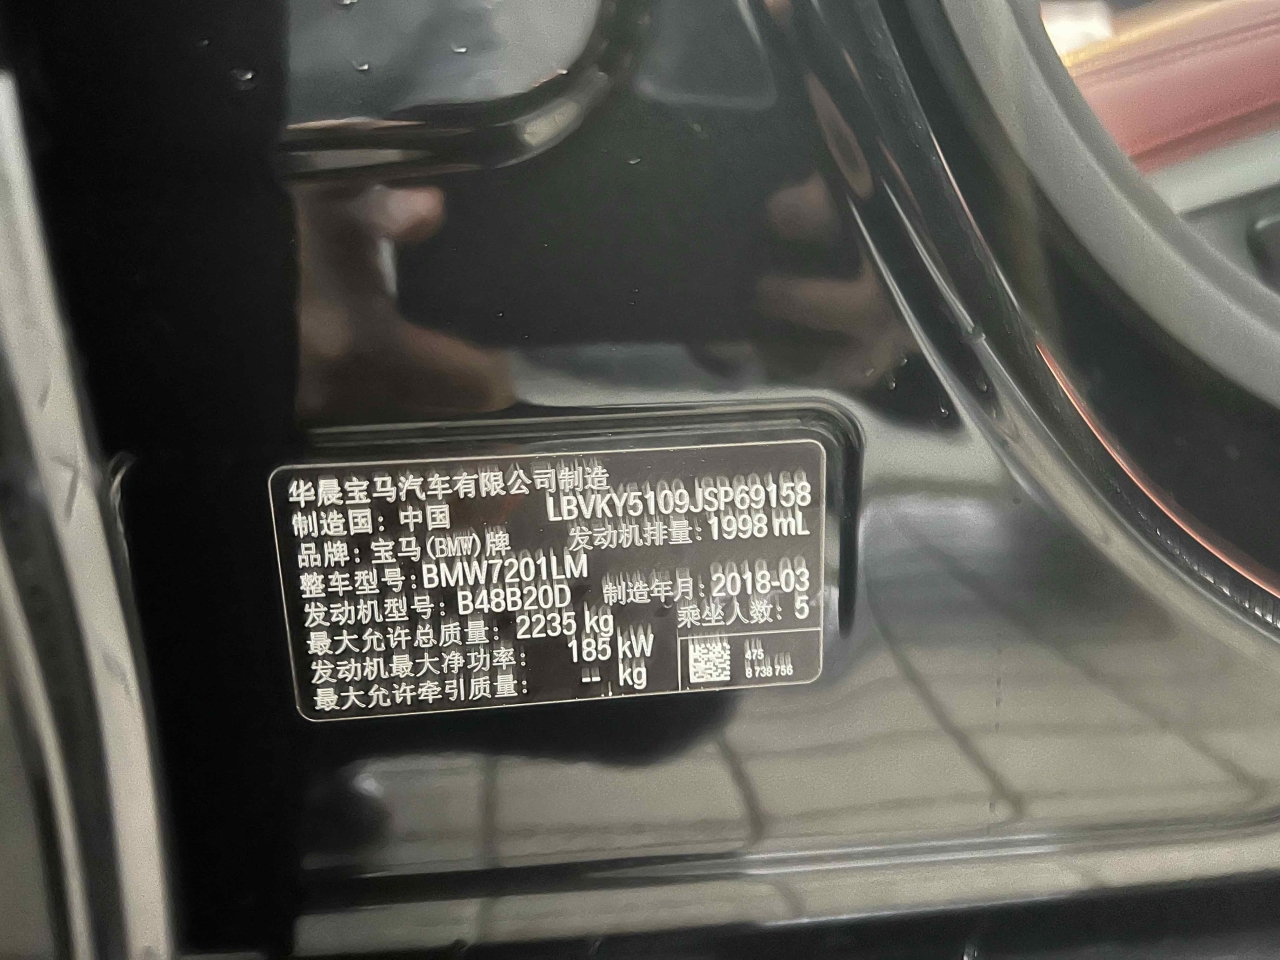 华晨宝马汽车有限公司制造
制造国：中国 LBVKY5109JSP69158
品牌：宝马(BMW)牌 发动机排量：1998 mL
整车型号：BMW7201LM 制造年月：2018-03
发动机型号：B48B20D 乘坐人数：5
最大允许总质量：2235 kg
发动机最大净功率：185 kW
最大允许牵引质量：-- kg
475
8 738 756